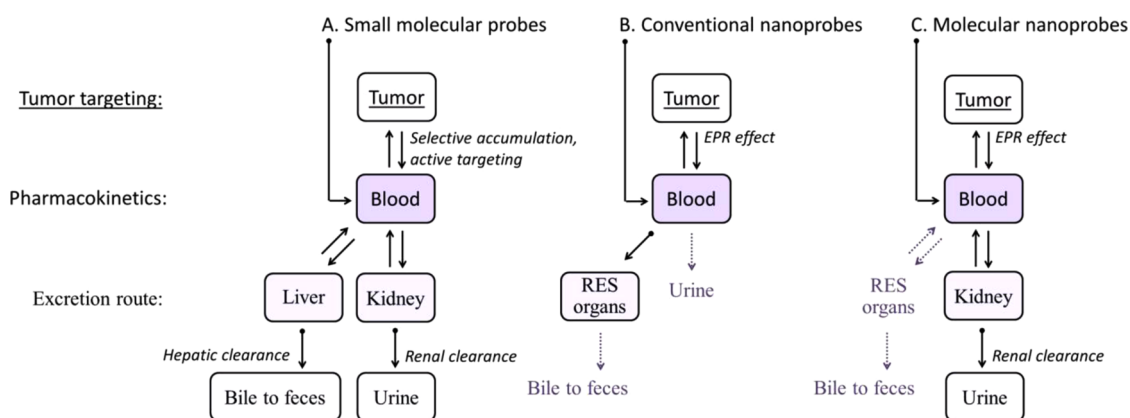 A. Small molecular probes
B. Conventional nanoprobes
C. Molecular nanoprobes
Tumor targeting:
Tumor
Tumor
Tumor
Selective accumulation,
active targeting
EPR effect
EPR effect
Pharmacokinetics:
Blood
Blood
Blood
Excretion route:
Liver
Kidney
RES
organs
Urine
RES
organs
Kidney
Hepatic clearance
Renal clearance
Renal clearance
Bile to feces
Urine
Bile to feces
Bile to feces
Urine